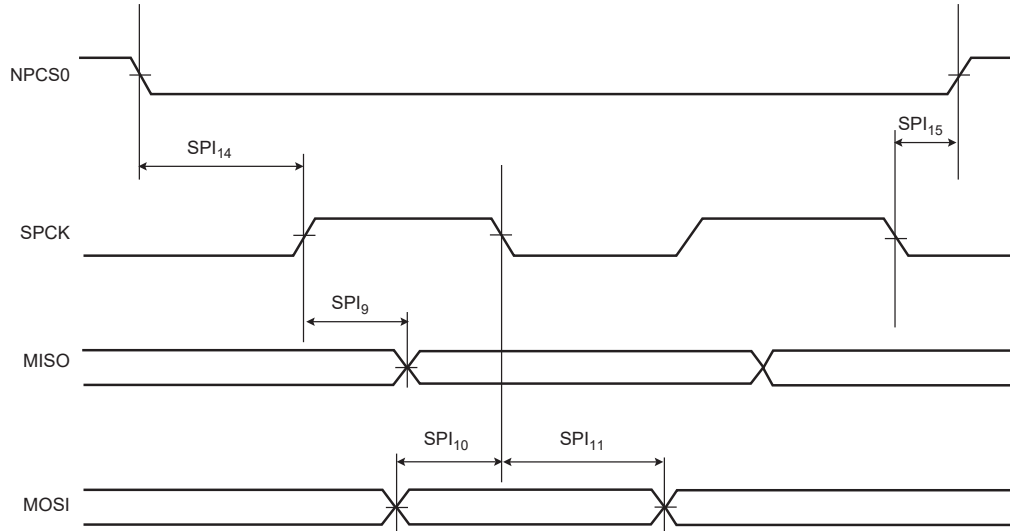 NPCS0
SPI15
SPI14
SPCK
SPI9
MISO
SPI10 SPI11
MOSI